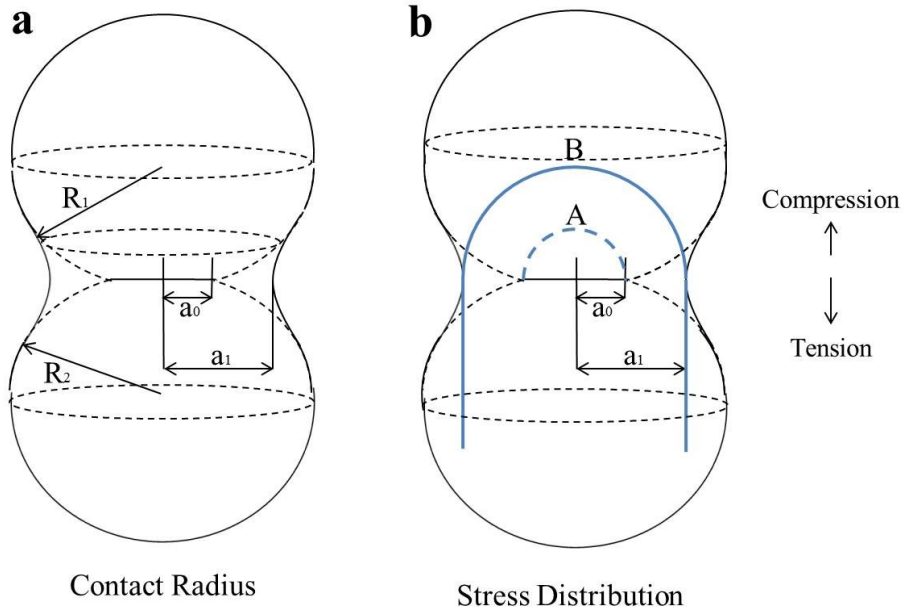 a
R₁
a₀
a₁
R₂
Contact Radius
b
B
A
a₀
a₁
Compression
Tension
Stress Distribution